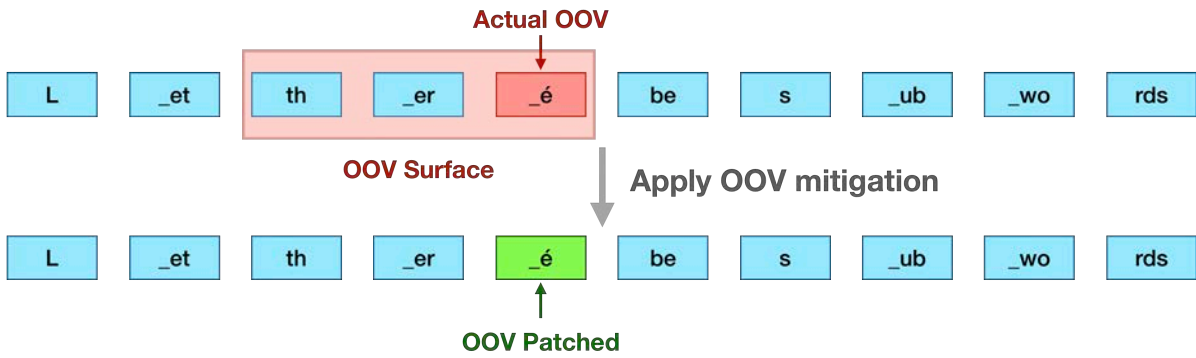 Actual OOV
L _et th _er _é be s _ub _wo rds
OOV Surface
Apply OOV mitigation
L _et th _er _é be s _ub _wo rds
OOV Patched